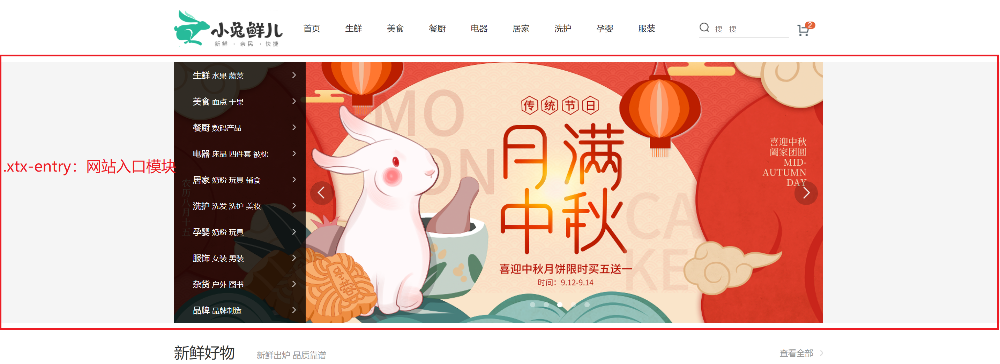 小兔鲜儿
新鲜 · 亲民 · 快捷
首页 生鲜 美食 餐厨 电器 居家 洗护 孕婴 服装
搜一搜
2
.xtx-entry：网站入口模块
生鲜 水果 蔬菜
美食 面点 干果
餐厨 数码产品
电器 床品 四件套 被枕
居家 奶粉 玩具 辅食
洗护 洗发 洗护 美妆
孕婴 奶粉 玩具
服饰 女装 男装
杂货 户外 图书
品牌 品牌制造
农历八月十五
MO
ON
传统节日
月满
中秋
喜迎中秋月饼限时买五送一
时间：9.12-9.14
CA
KE
喜迎中秋
阖家团圆
MID-
AUTUMN
DAY
新鲜好物
新鲜出炉 品质靠谱
查看全部